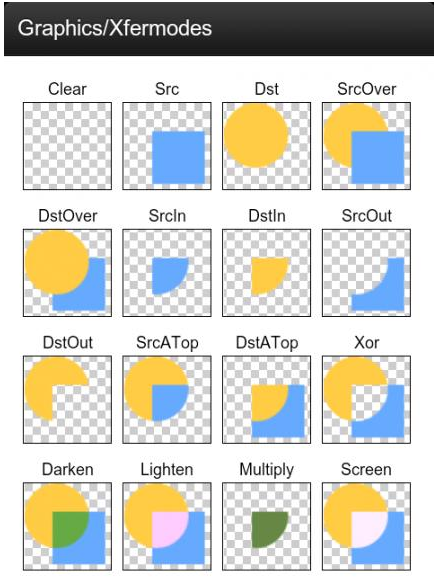 Graphics/Xfermodes
Clear Src Dst SrcOver
DstOver SrcIn DstIn SrcOut
DstOut SrcATop DstATop Xor
Darken Lighten Multiply Screen